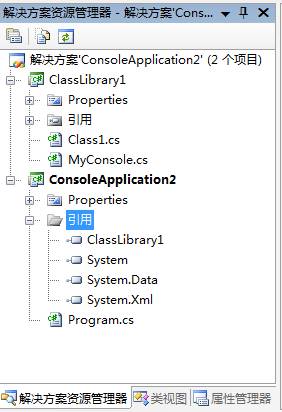 解决方案资源管理器 - 解决方案"Cons...
解决方案'ConsoleApplication2' (2 个项目)
ClassLibrary1
Properties
引用
Class1.cs
MyConsole.cs
ConsoleApplication2
Properties
引用
ClassLibrary1
System
System.Data
System.Xml
Program.cs
解决方案资源管理器 类视图 属性管理器